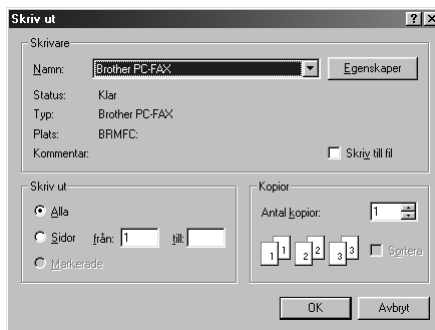 Skriv ut
Skrivare
Namn: Brother PC-FAX Egenskaper
Status: Klar
Typ: Brother PC-FAX
Plats: BRMFC:
Kommentar: Skriv till fil
Skriv ut
Alla
Sidor från: 1 till:
Markerade
Kopior
Antal kopior: 1
1 1 2 2 3 3 Sortera
OK Avbryt